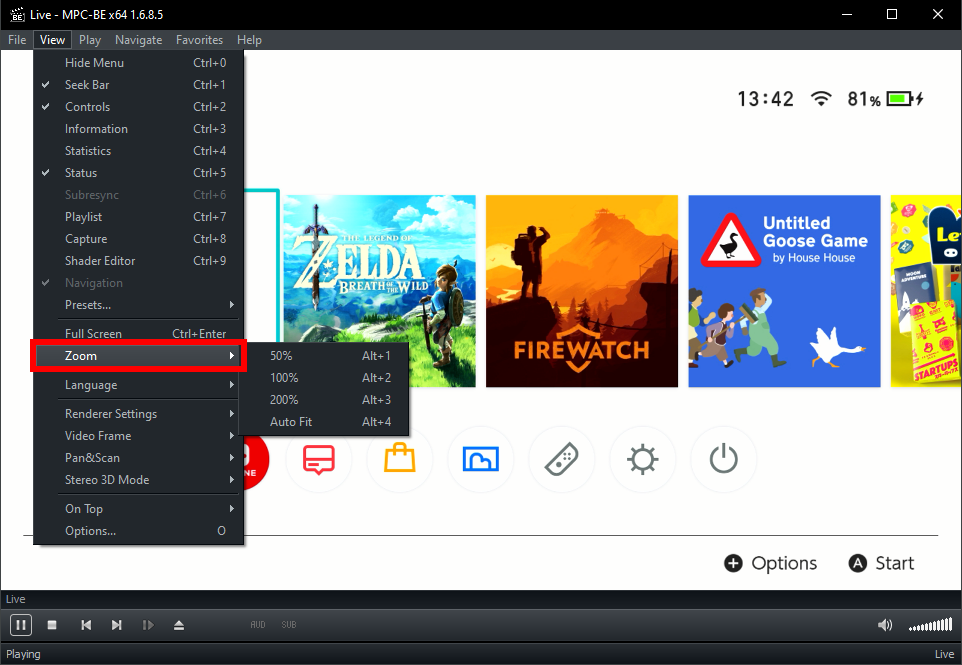 Live - MPC-BE x64 1.6.8.5
File View Play Navigate Favorites Help
Hide Menu Ctrl+0
Seek Bar Ctrl+1
Controls Ctrl+2
Information Ctrl+3
Statistics Ctrl+4
Status Ctrl+5
Subresync Ctrl+6
Playlist Ctrl+7
Capture Ctrl+8
Shader Editor Ctrl+9
Navigation
Presets...
Full Screen Ctrl+Enter
Zoom
Language
Renderer Settings
Video Frame
Pan&Scan
Stereo 3D Mode
On Top
Options... O
50% Alt+1
100% Alt+2
200% Alt+3
Auto Fit Alt+4
13:42 81%
THE LEGEND OF
ZELDA
BREATH OF THE WILD
FIREWATCH
Untitled
Goose Game
by House House
Le
MOON
ADVENTURE
STARTUPS
NE
+ Options A Start
Live
AUD SUB
Playing Live